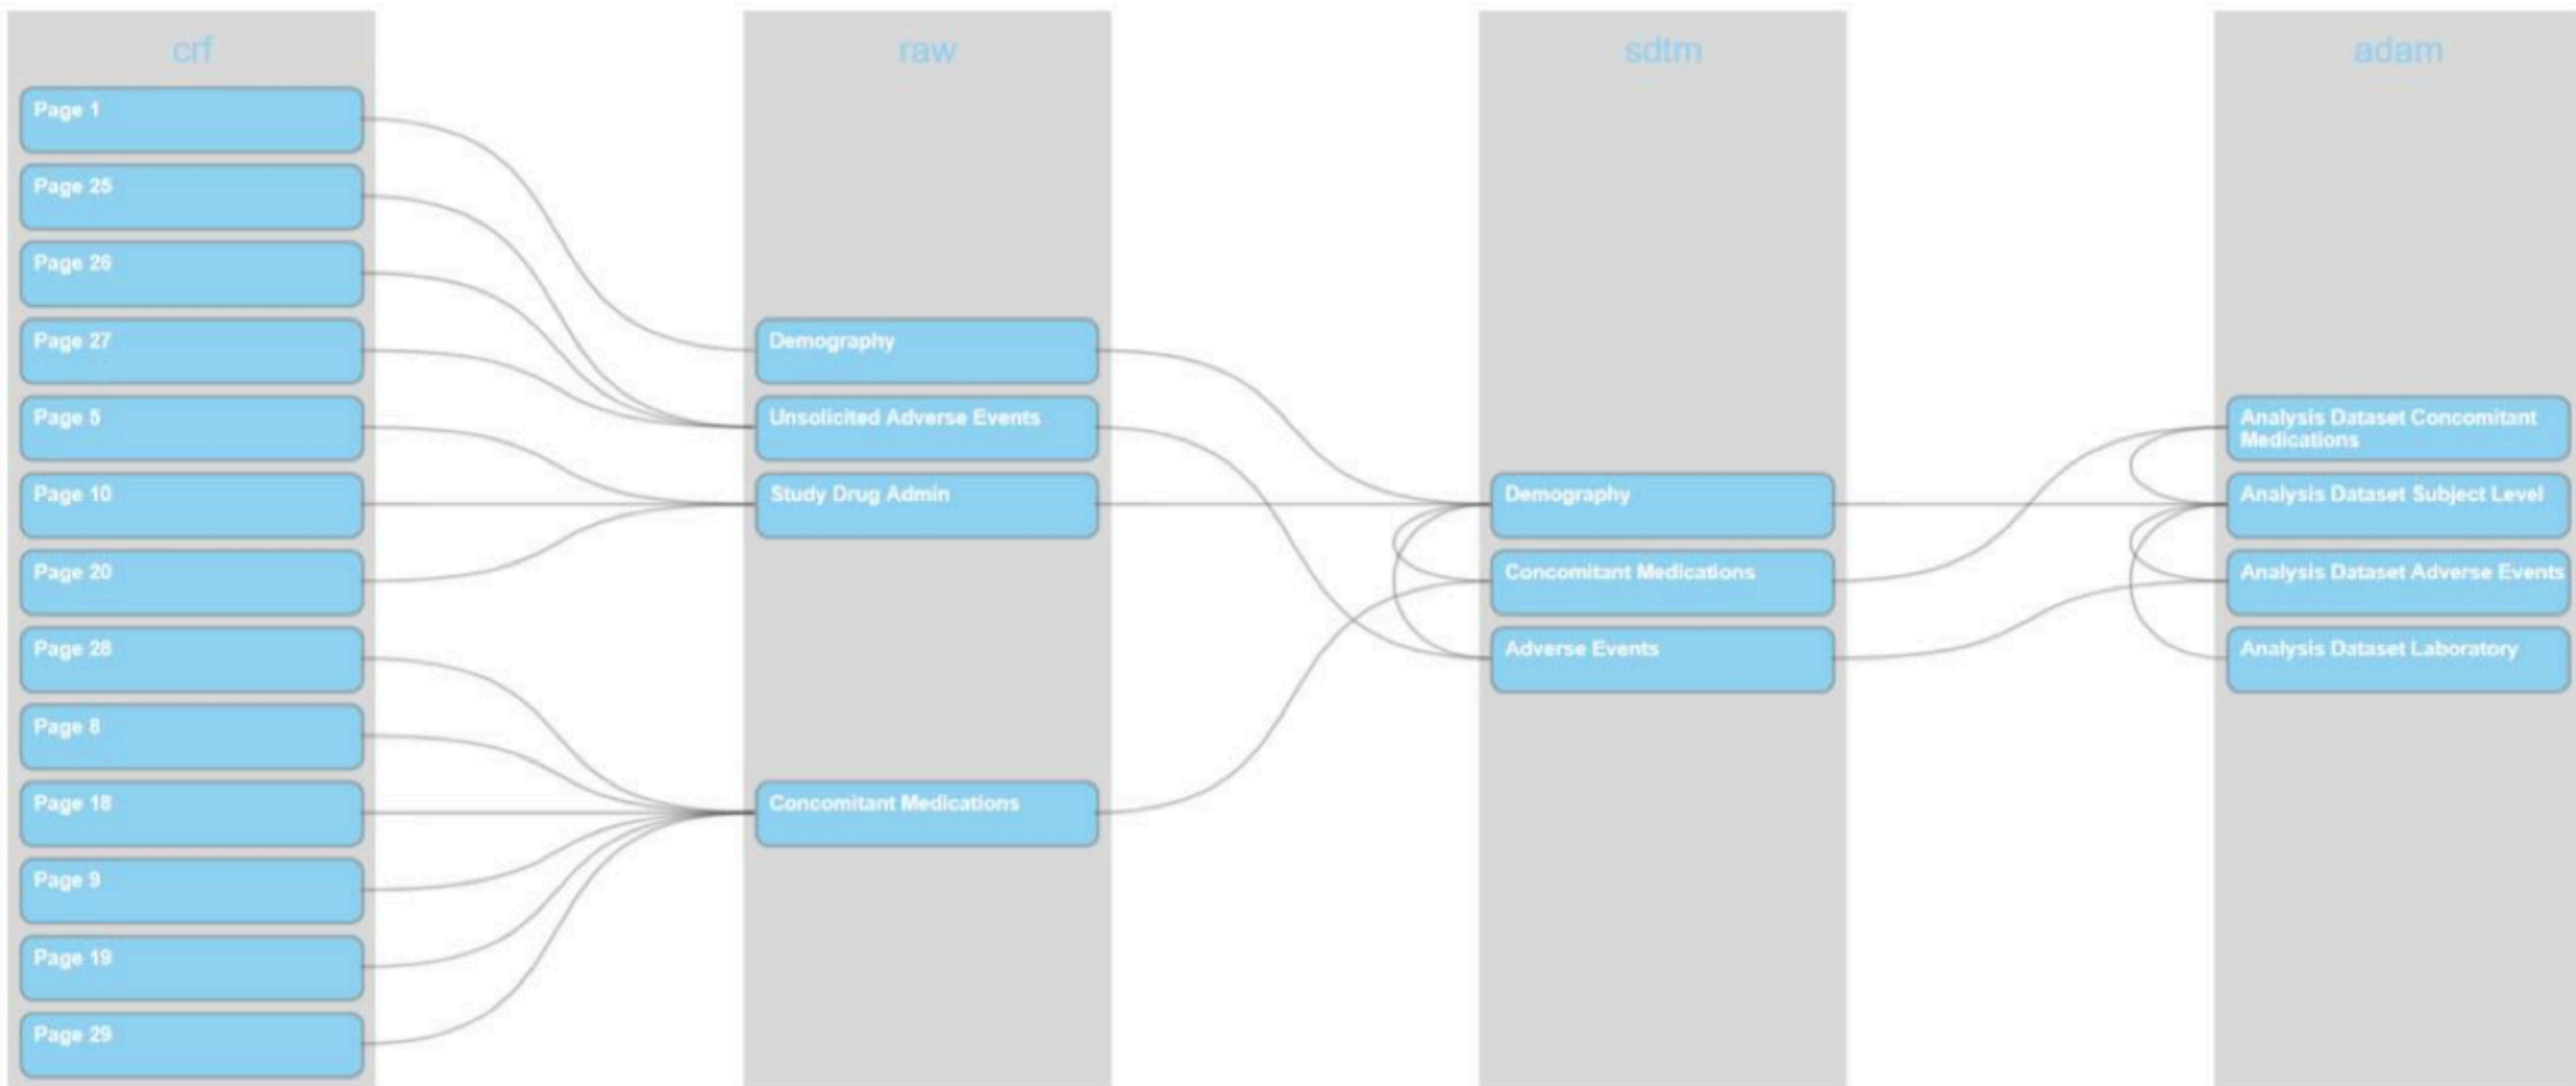 crf
Page 1
Page 25
Page 26
Page 27
Page 5
Page 10
Page 20
Page 28
Page 8
Page 18
Page 9
Page 19
Page 29
raw
Demography
Unsolicited Adverse Events
Study Drug Admin
Concomitant Medications
sdtm
Demography
Concomitant Medications
Adverse Events
adam
Analysis Dataset Concomitant
Medications
Analysis Dataset Subject Level
Analysis Dataset Adverse Events
Analysis Dataset Laboratory